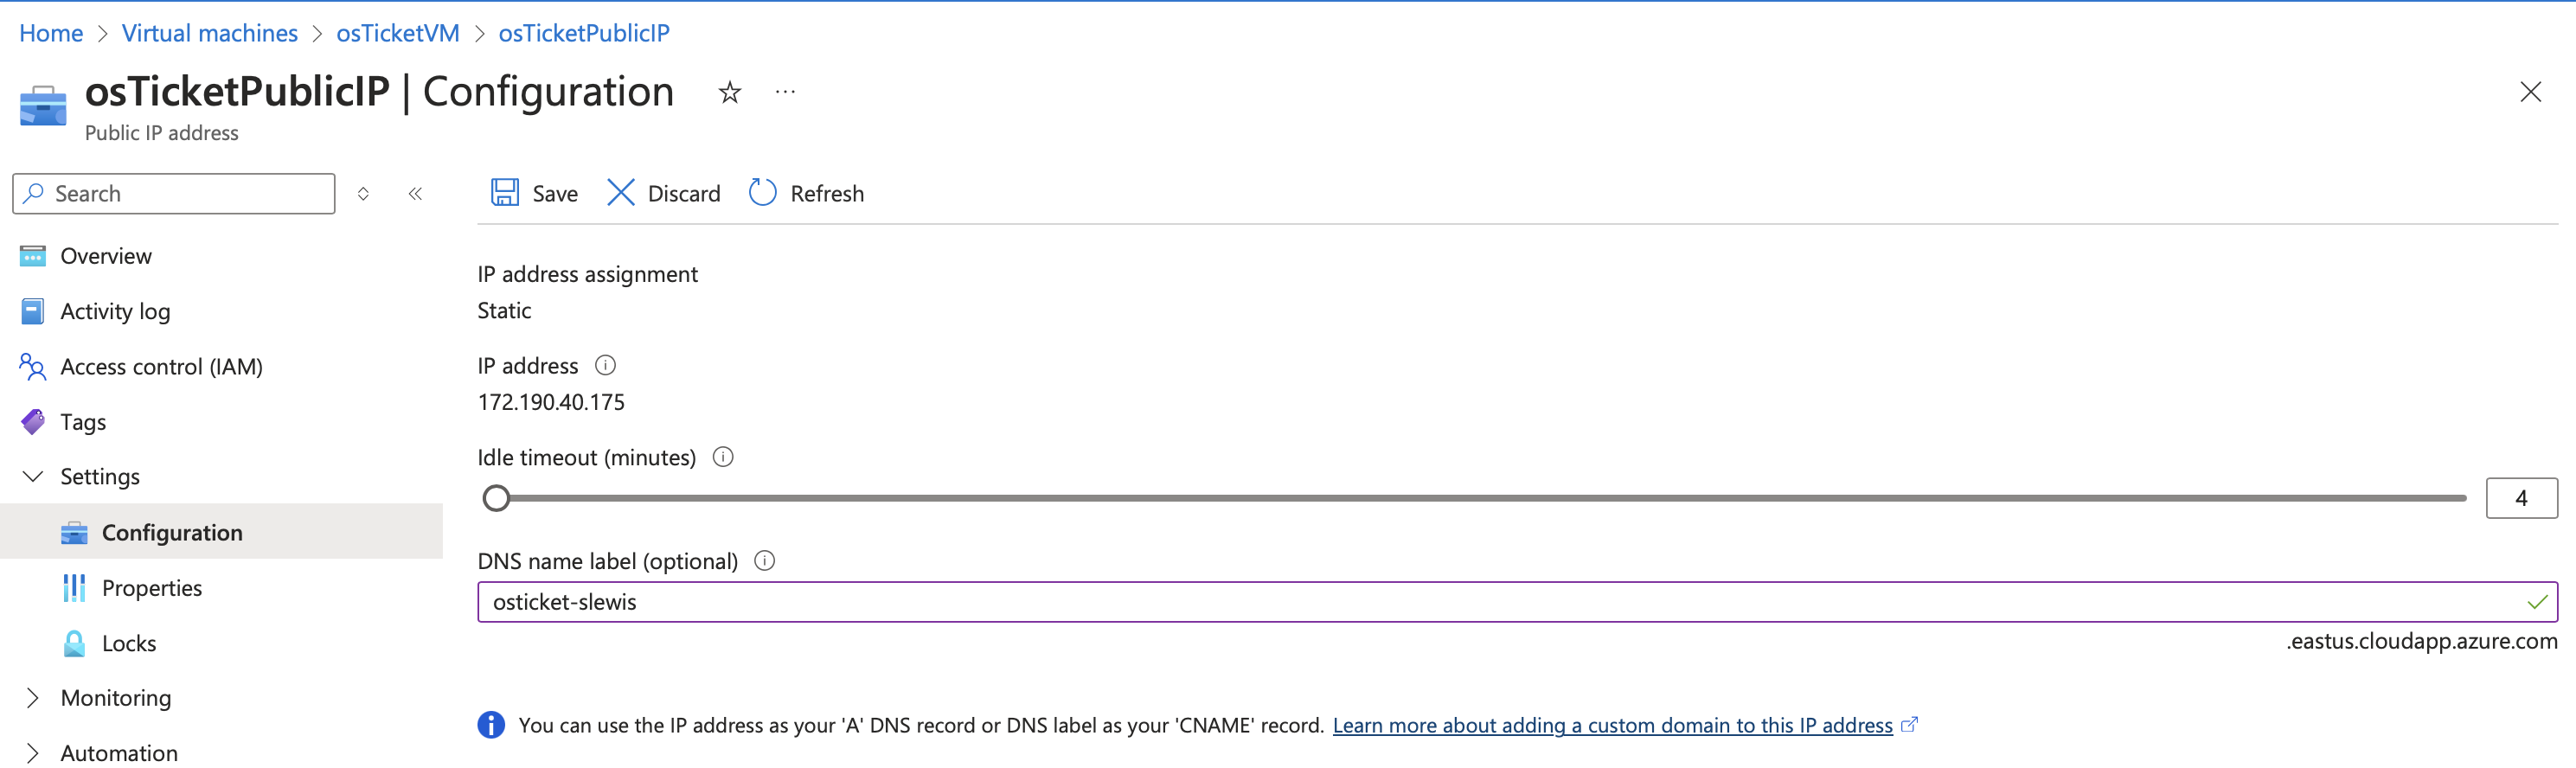 Home > Virtual machines > osTicketVM > osTicketPublicIP
osTicketPublicIP | Configuration
Public IP address
Search
Save Discard Refresh
Overview
Activity log
Access control (IAM)
Tags
Settings
Configuration
Properties
Locks
Monitoring
Automation
IP address assignment
Static
IP address
172.190.40.175
Idle timeout (minutes)
4
DNS name label (optional)
osticket-slewis
.eastus.cloudapp.azure.com
You can use the IP address as your 'A' DNS record or DNS label as your 'CNAME' record. Learn more about adding a custom domain to this IP address